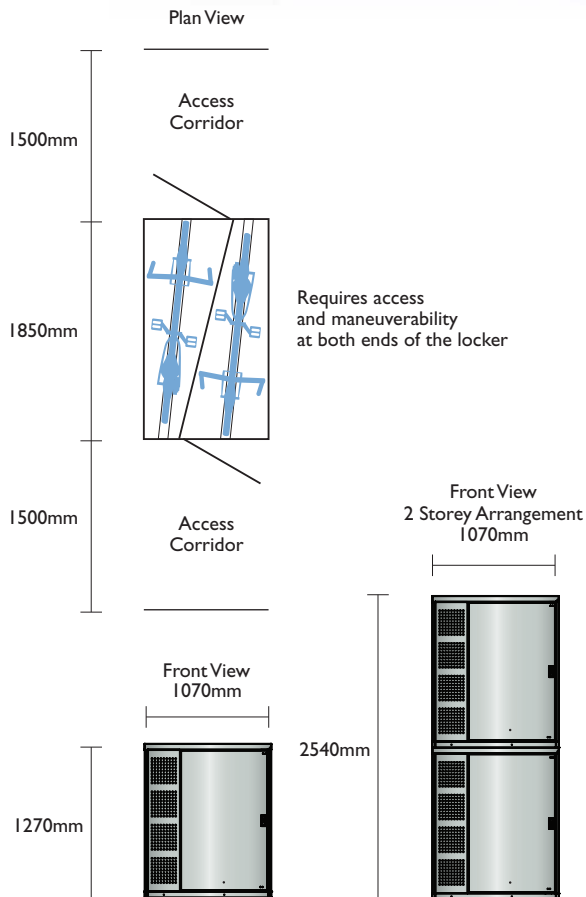 Plan View
1500mm
Access
Corridor
1850mm
Requires access
and maneuverability
at both ends of the locker
1500mm
Access
Corridor
Front View
2 Storey Arrangement
1070mm
Front View
1070mm
2540mm
1270mm